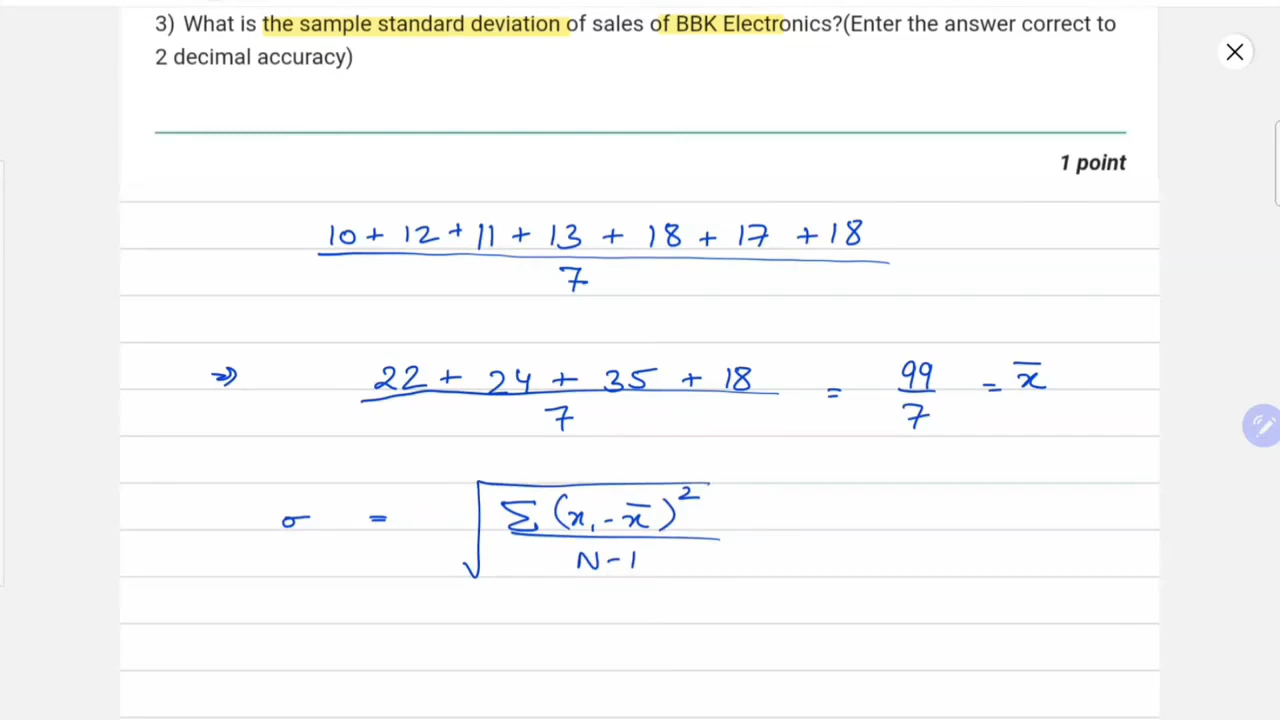 3) What is the sample standard deviation of sales of BBK Electronics?(Enter the answer correct to
2 decimal accuracy)
1 point
10 + 12 + 11 + 13 + 18 + 17 + 18
7
⇒ 22 + 24 + 35 + 18 = 99 = x̄
7 7
σ = √ Σ (x, - x̄)²
N - 1